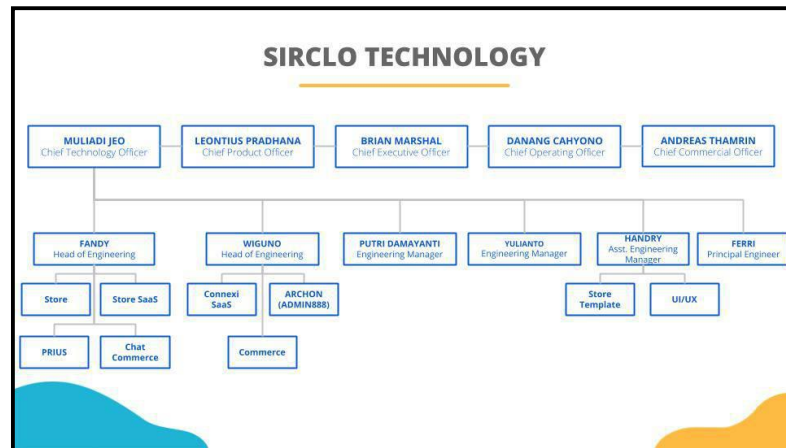 SIRCLO TECHNOLOGY
MULIADI JEO
Chief Technology Officer
LEONTIUS PRADHANA
Chief Product Officer
BRIAN MARSHAL
Chief Executive Officer
DANANG CAHYONO
Chief Operating Officer
ANDREAS THAMRIN
Chief Commercial Officer
FANDY
Head of Engineering
WIGUNO
Head of Engineering
PUTRI DAMAYANTI
Engineering Manager
YULIANTO
Engineering Manager
HANDRY
Asst. Engineering
Manager
FERRI
Principal Engineer
Store
Store SaaS
Connexi
SaaS
ARCHON
(ADMIN888)
Store
Template
UI/UX
PRIUS
Chat
Commerce
Commerce